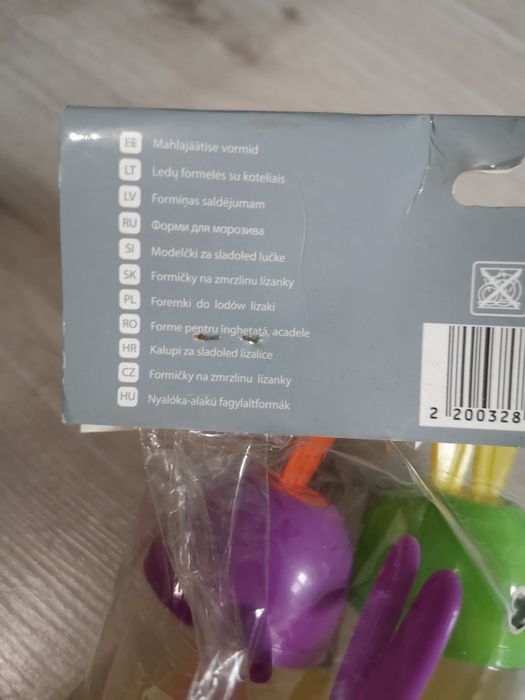 EE Mahlajäätise vormid
LT Ledų formelės su koteliais
LV Formiņas saldējumam
RU Форми для морозива
SI Modelčki za sladoled lučke
SK Formičky na zmrzlinu lízanky
PL Foremki do lodów lizaki
RO Forme pentru înghețată, acadele
HR Kalupi za sladoled lizalice
CZ Formičky na zmrzlinu lízanky
HU Nyalóka-alakú fagylaltformák
2 200328